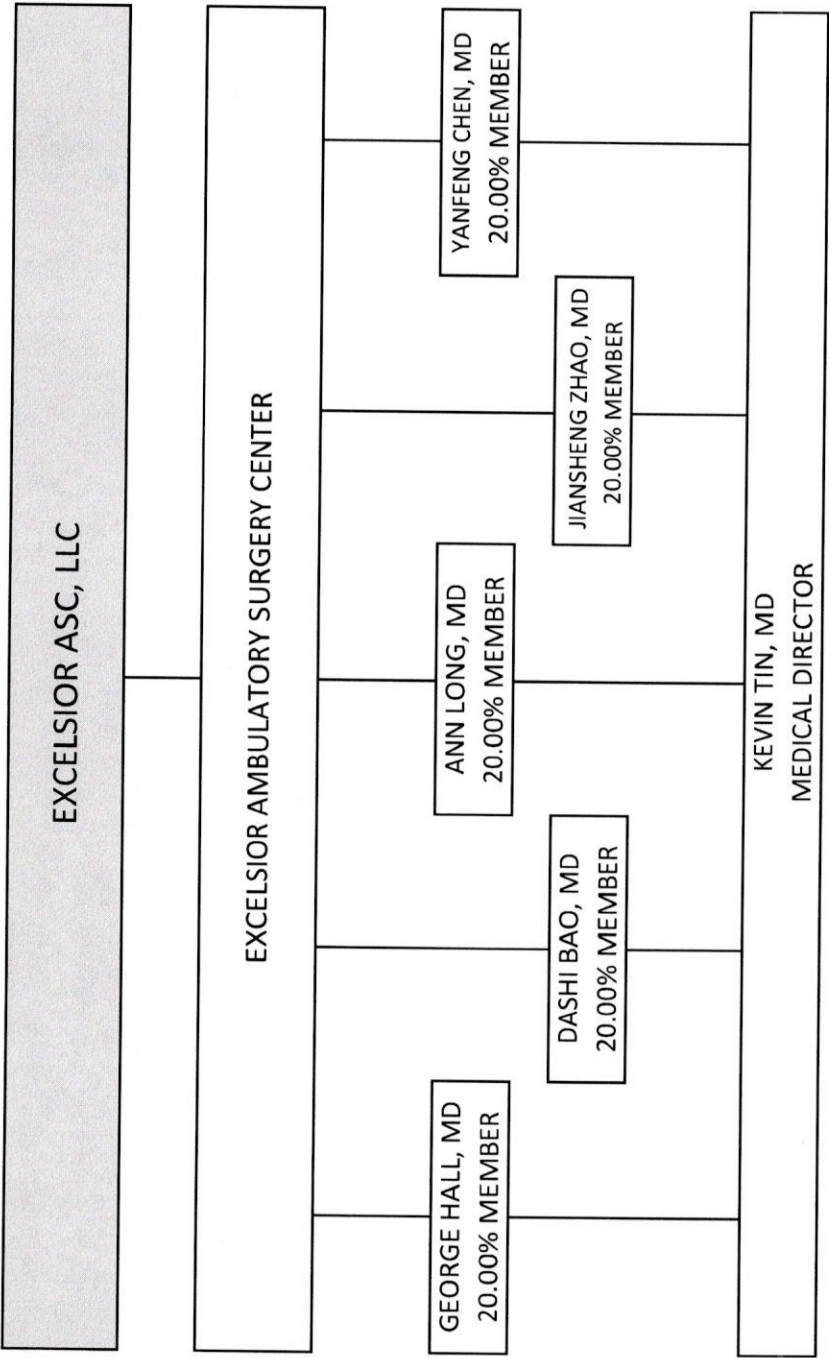 EXCELSIOR ASC, LLC
EXCELSIOR AMBULATORY SURGERY CENTER
GEORGE HALL, MD
20.00% MEMBER
DASHI BAO, MD
20.00% MEMBER
ANN LONG, MD
20.00% MEMBER
JIANSHENG ZHAO, MD
20.00% MEMBER
YANFENG CHEN, MD
20.00% MEMBER
KEVIN TIN, MD
MEDICAL DIRECTOR